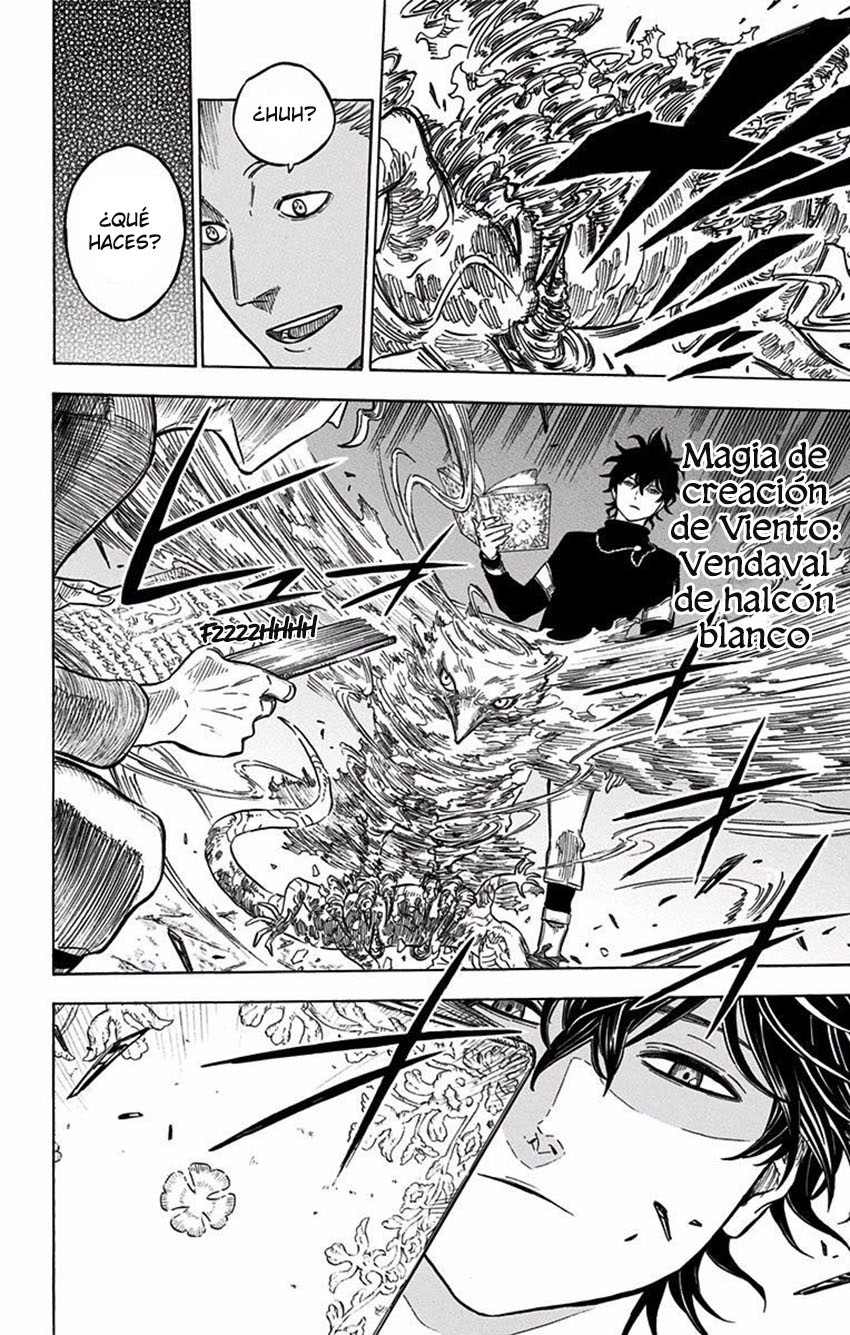 ¿HUH?
¿QUÉ
HACES?
Magia de
creación
de Viento:
Vendaval
de halcón
blanco
FZZZZHHHH